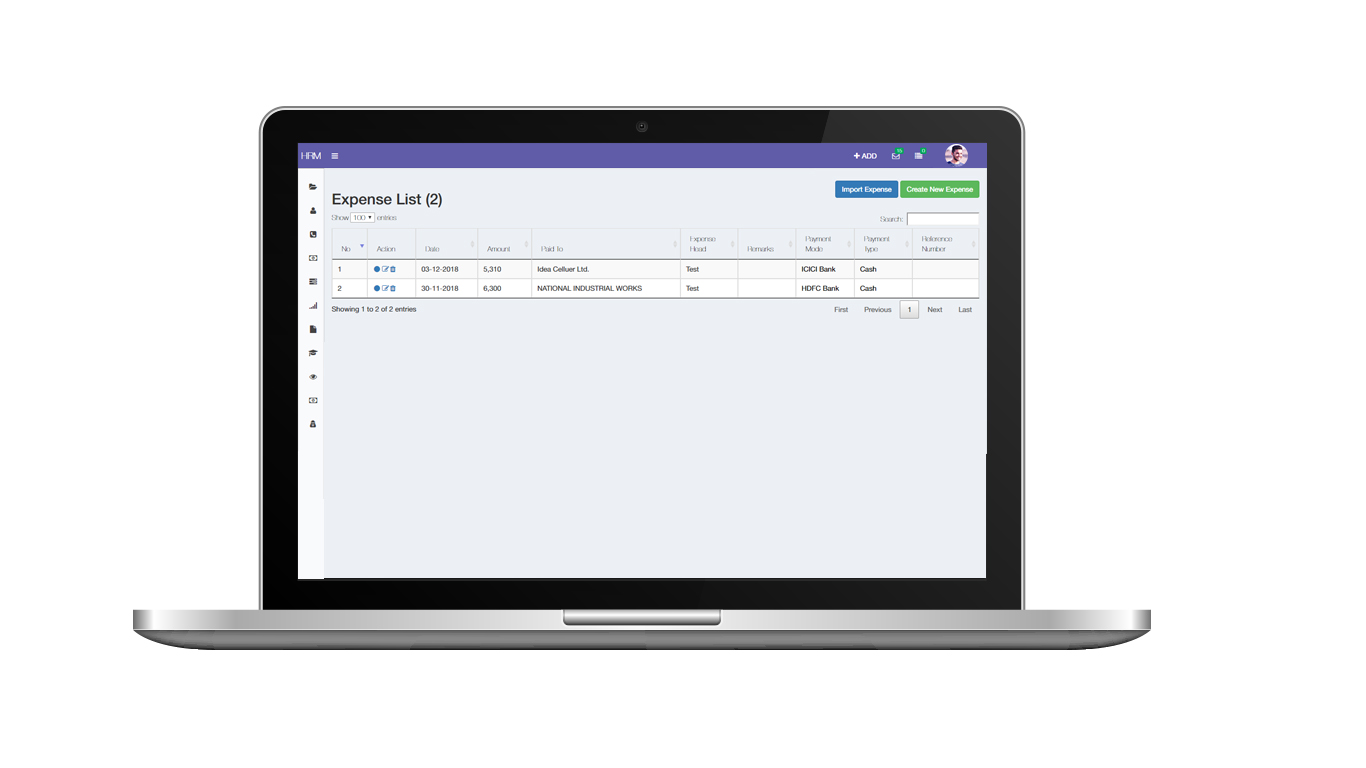 HRM
+ ADD
Import Expense Create New Expense
Expense List (2)
Show 100 entries Search:
No Action Date Amount Paid To Expense Head Remarks Payment Mode Payment Type Reference Number
1 03-12-2018 5,310 Idea Celluer Ltd. Test ICICI Bank Cash
2 30-11-2018 6,300 NATIONAL INDUSTRIAL WORKS Test HDFC Bank Cash
Showing 1 to 2 of 2 entries First Previous 1 Next Last